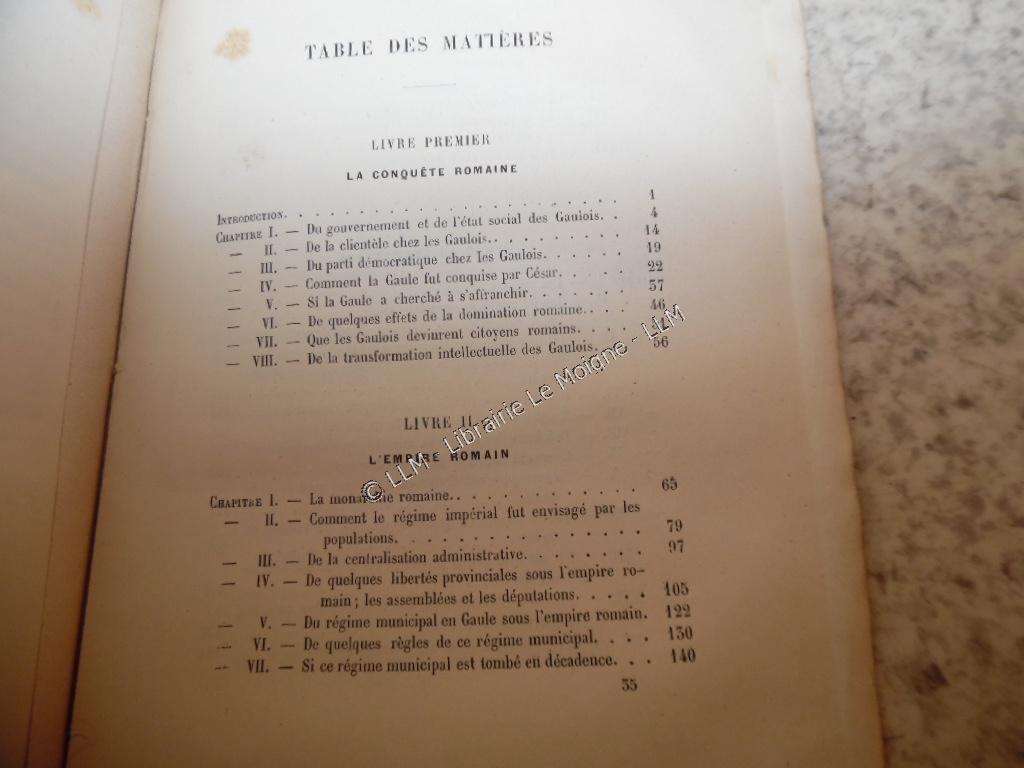 TABLE DES MATIÈRES
LIVRE PREMIER
LA CONQUÊTE ROMAINE
INTRODUCTION. . . . . . . . . . . . . . . . . . . . 1
CHAPITRE I. — Du gouvernement et de l'état social des Gaulois. . 4
— II. — De la clientèle chez les Gaulois. . . . . . . . . 14
— III. — Du parti démocratique chez les Gaulois. . . . . . 19
— IV. — Comment la Gaule fut conquise par César. . . . . 22
— V. — Si la Gaule a cherché à s'affranchir. . . . . . . 37
— VI. — De quelques effets de la domination romaine. . . 46
— VII. — Que les Gaulois devinrent citoyens romains. . . .
— VIII. — De la transformation intellectuelle des Gaulois. . . 56
LIVRE II
L'EMPIRE ROMAIN
CHAPITRE I. — La monarchie romaine. . . . . . . . . . . . 65
— II. — Comment le régime impérial fut envisagé par les
populations. . . . . . . . . . . . . . 79
— III. — De la centralisation administrative. . . . . . . . 97
— IV. — De quelques libertés provinciales sous l'empire ro-
main; les assemblées et les députations. . . . . 105
— V. — Du régime municipal en Gaule sous l'empire romain. 122
— VI. — De quelques règles de ce régime municipal. . . . 130
— VII. — Si ce régime municipal est tombé en décadence. . . 140
35
© LLM - Librairie Le Moigne - LLM